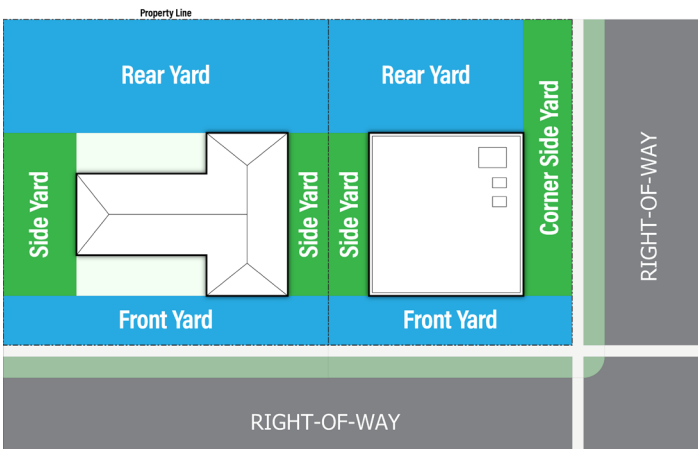 Property Line
Rear Yard
Rear Yard
Corner Side Yard
Side Yard
Side Yard
Side Yard
Front Yard
Front Yard
RIGHT-OF-WAY
RIGHT-OF-WAY